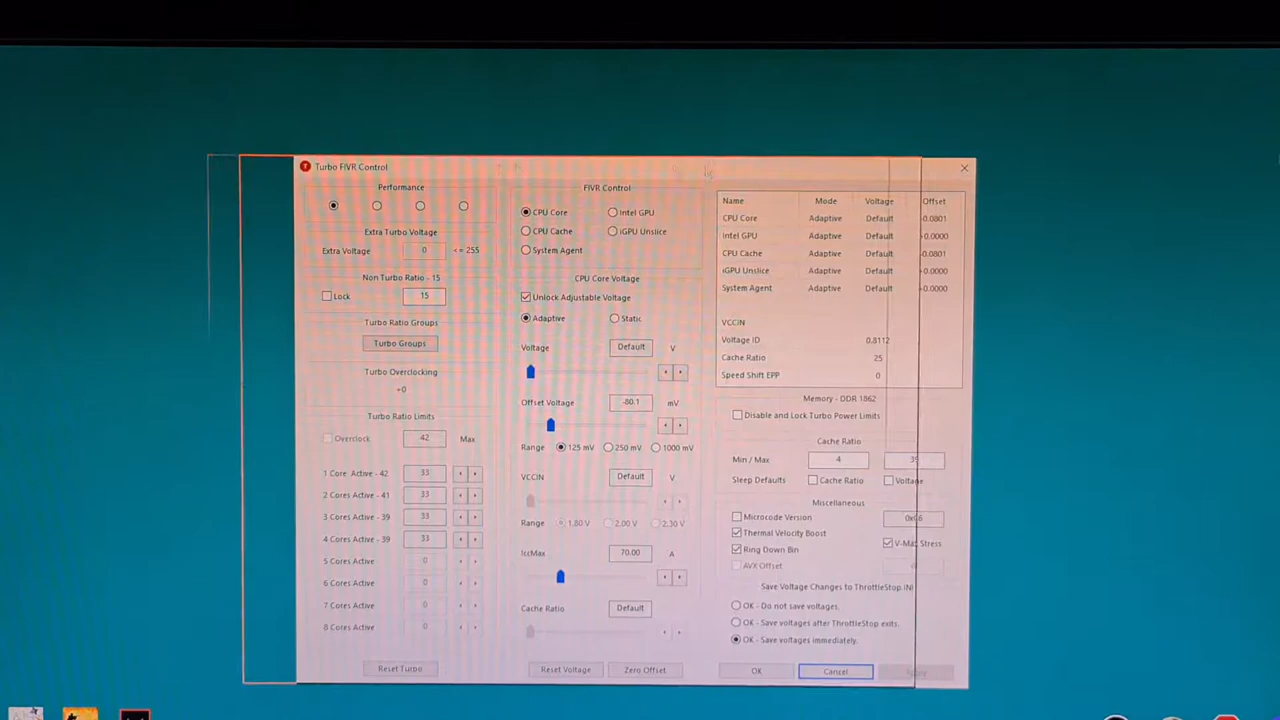 Turbo FIVR Control
Performance
Extra Turbo Voltage
Extra Voltage 0 <= 255
Non Turbo Ratio - 15
Lock 15
Turbo Ratio Groups
Turbo Groups
Turbo Overclocking
+0
Turbo Ratio Limits
Overclock 42 Max
1 Core Active - 42 33
2 Cores Active - 41 33
3 Cores Active - 39 33
4 Cores Active - 39 33
5 Cores Active 0
6 Cores Active 0
7 Cores Active 0
8 Cores Active 0
Reset Turbo
FIVR Control
CPU Core Intel GPU
CPU Cache iGPU Unslice
System Agent
CPU Core Voltage
Unlock Adjustable Voltage
Adaptive Static
Voltage Default V
Offset Voltage -80.1 mV
Range 125 mV 250 mV 1000 mV
VCCIN Default V
Range 1.80 V 2.00 V 2.30 V
IccMax 70.00 A
Cache Ratio Default
Reset Voltage Zero Offset
Name Mode Voltage Offset
CPU Core Adaptive Default -0.0801
Intel GPU Adaptive Default +0.0000
CPU Cache Adaptive Default -0.0801
iGPU Unslice Adaptive Default +0.0000
System Agent Adaptive Default +0.0000
VCCIN
Voltage ID 0.8112
Cache Ratio 25
Speed Shift EPP 0
Memory - DDR 1862
Disable and Lock Turbo Power Limits
Cache Ratio
Min / Max 4
Sleep Defaults Cache Ratio Voltage
Miscellaneous
Microcode Version
Thermal Velocity Boost
Ring Down Bin V-Max Stress
AVX Offset
Save Voltage Changes to ThrottleStop.INI
OK - Do not save voltages.
OK - Save voltages after ThrottleStop exits.
OK - Save voltages immediately.
OK Cancel